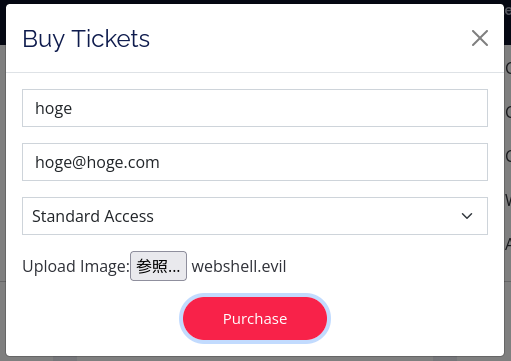 Buy Tickets
hoge
hoge@hoge.com
Standard Access
Upload Image: 参照... webshell.evil
Purchase